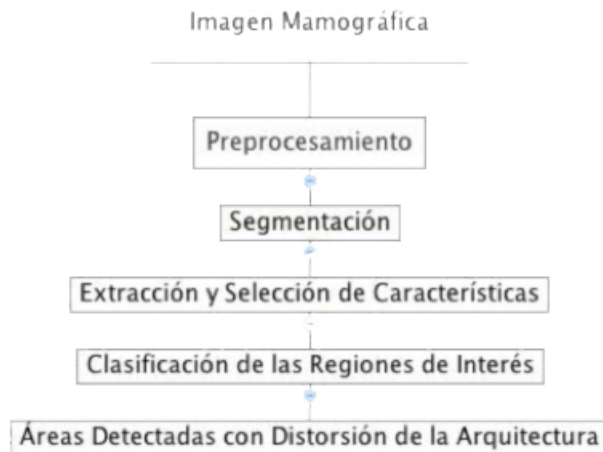 Imagen Mamográfica
Preprocesamiento
Segmentación
Extracción y Selección de Características
Clasificación de las Regiones de Interés
Áreas Detectadas con Distorsión de la Arquitectura